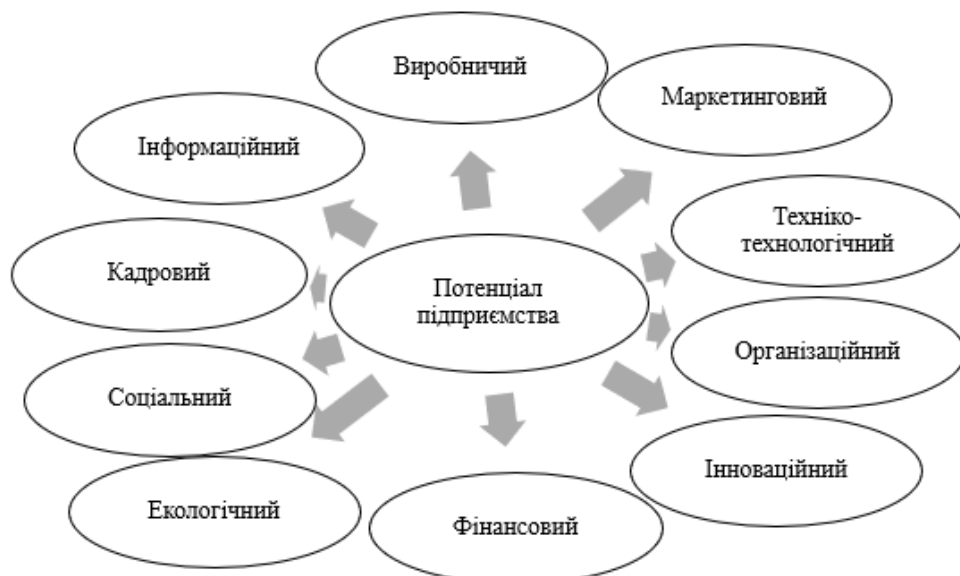 Виробничий
Маркетинговий
Інформаційний
Техніко-
технологічний
Кадровий
Потенціал
підприємства
Організаційний
Соціальний
Інноваційний
Екологічний
Фінансовий